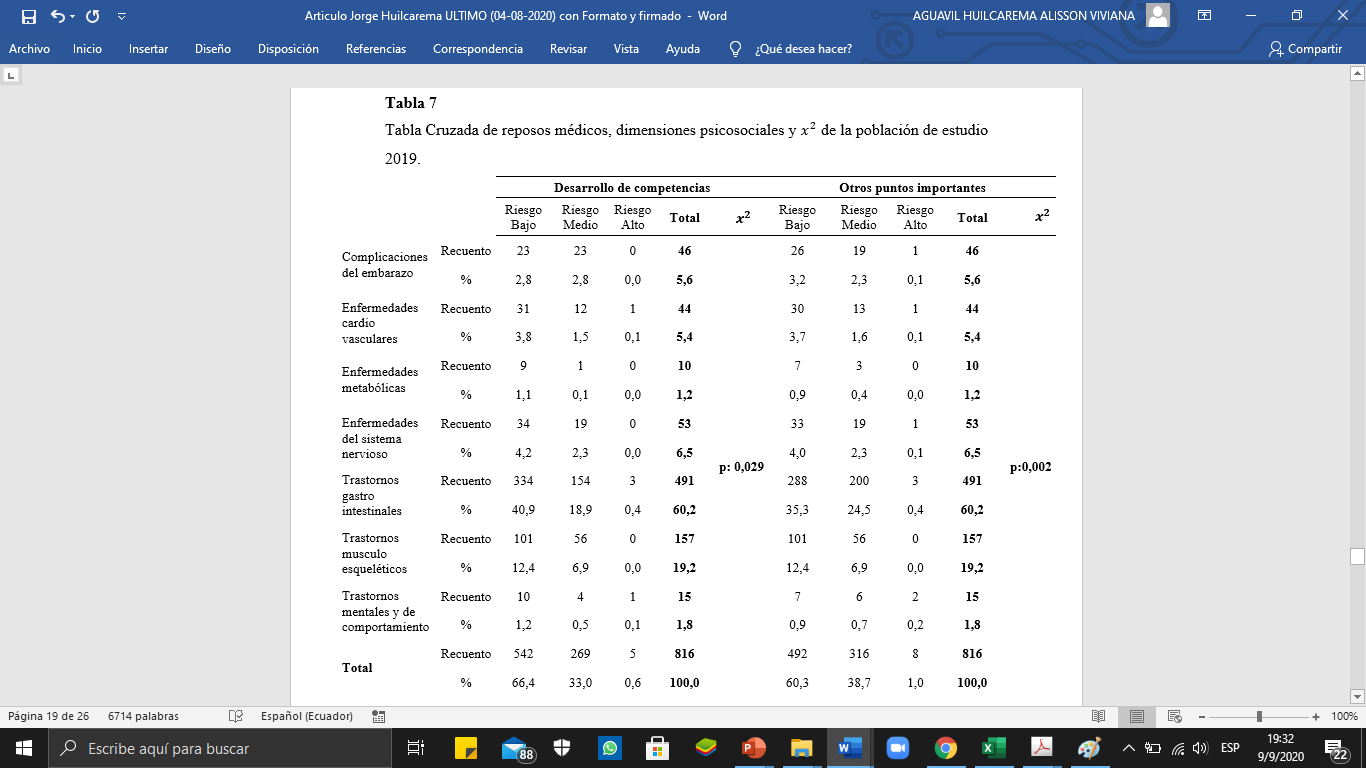 Articulo Jorge Huilcarema ULTIMO (04-08-2020) con Formato y firmado - Word
AGUAVIL HUILCAREMA ALISSON VIVIANA
Archivo Inicio Insertar Diseño Disposición Referencias Correspondencia Revisar Vista Ayuda ¿Qué desea hacer? Compartir
Tabla 7
Tabla Cruzada de reposos médicos, dimensiones psicosociales y x² de la población de estudio
2019.
Desarrollo de competencias Otros puntos importantes
Riesgo Bajo Riesgo Medio Riesgo Alto Total x² Riesgo Bajo Riesgo Medio Riesgo Alto Total x²
Complicaciones del embarazo Recuento 23 23 0 46 26 19 1 46
% 2,8 2,8 0,0 5,6 3,2 2,3 0,1 5,6
Enfermedades cardio vasculares Recuento 31 12 1 44 30 13 1 44
% 3,8 1,5 0,1 5,4 3,7 1,6 0,1 5,4
Enfermedades metabólicas Recuento 9 1 0 10 7 3 0 10
% 1,1 0,1 0,0 1,2 0,9 0,4 0,0 1,2
Enfermedades del sistema nervioso Recuento 34 19 0 53 33 19 1 53
% 4,2 2,3 0,0 6,5 4,0 2,3 0,1 6,5
p: 0,029 p:0,002
Trastornos gastro intestinales Recuento 334 154 3 491 288 200 3 491
% 40,9 18,9 0,4 60,2 35,3 24,5 0,4 60,2
Trastornos musculo esqueléticos Recuento 101 56 0 157 101 56 0 157
% 12,4 6,9 0,0 19,2 12,4 6,9 0,0 19,2
Trastornos mentales y de comportamiento Recuento 10 4 1 15 7 6 2 15
% 1,2 0,5 0,1 1,8 0,9 0,7 0,2 1,8
Total Recuento 542 269 5 816 492 316 8 816
% 66,4 33,0 0,6 100,0 60,3 38,7 1,0 100,0
Página 19 de 26 6714 palabras Español (Ecuador) 100%
Escribe aquí para buscar 88 ESP 19:32
9/9/2020 22